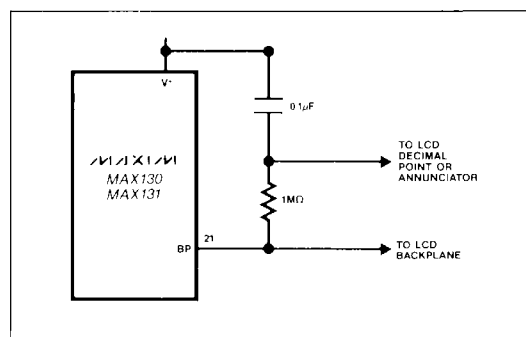 V+
0.1µF
MAXIM
MAX130
MAX131
TO LCD
DECIMAL
POINT OR
ANNUNCIATOR
1MΩ
21
BP
TO LCD
BACKPLANE